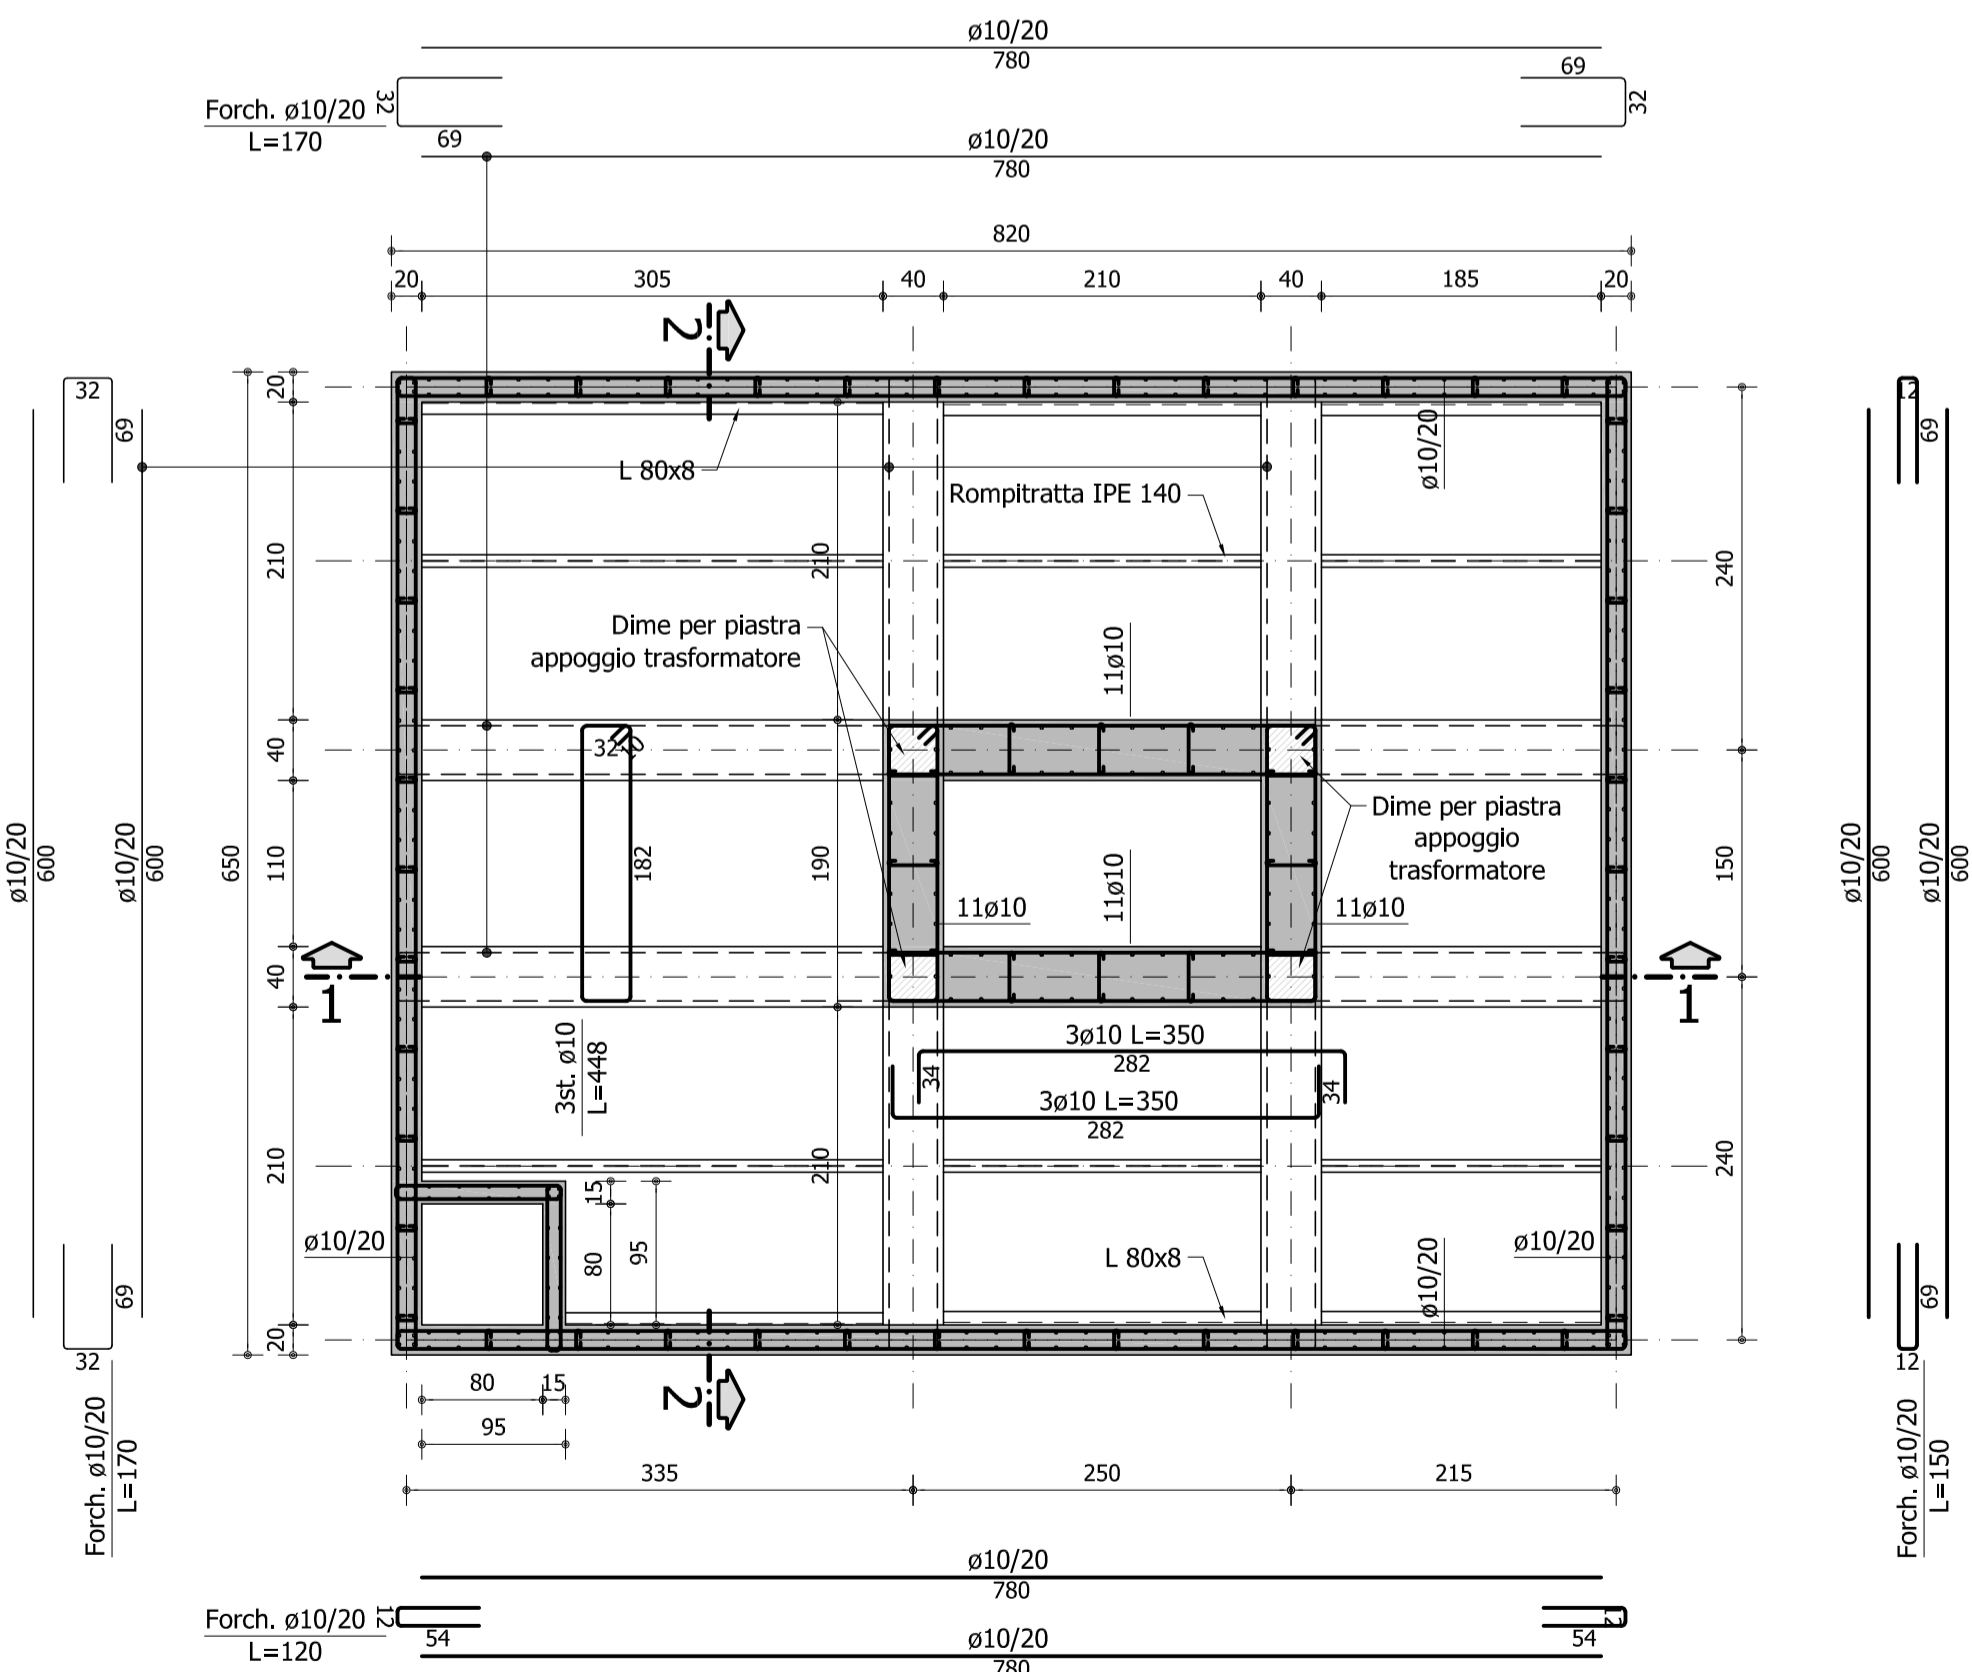 ø10/20
780
69
32
32
Forch. ø10/20
L=170
69
ø10/20
780
820
20
305
40
210
40
185
20
2
32
69
20
650
210
40
110
40
210
20
ø10/20
600
ø10/20
600
L 80x8
Rompitratta IPE 140
ø10/20
12
69
210
240
Dime per piastra
appoggio trasformatore
11ø10
32
10
182
190
Dime per piastra
appoggio
trasformatore
150
ø10/20
600
ø10/20
600
11ø10
11ø10
11ø10
1
1
3st. ø10
L=448
3ø10 L=350
282
34
3ø10 L=350
34
282
210
240
15
80
95
ø10/20
L 80x8
ø10/20
ø10/20
69
32
Forch. ø10/20
L=170
69
12
Forch. ø10/20
L=150
80
15
95
2
335
250
215
ø10/20
780
Forch. ø10/20
L=120
12
54
12
54
ø10/20
780